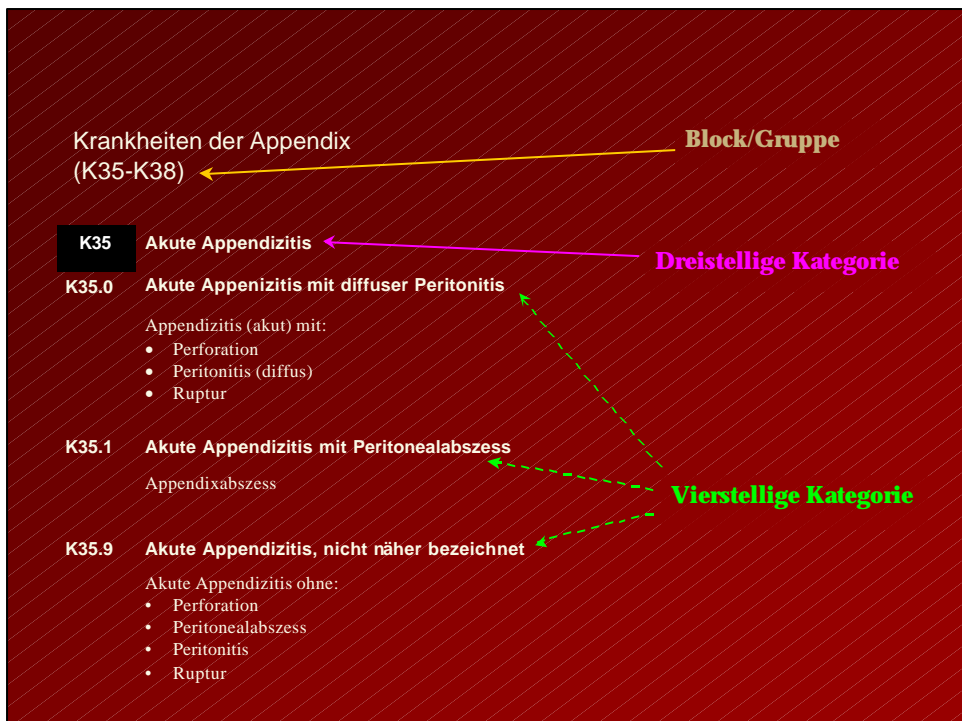 Krankheiten der Appendix
(K35-K38)
Block/Gruppe
K35 Akute Appendizitis
Dreistellige Kategorie
K35.0 Akute Appenizitis mit diffuser Peritonitis
Appendizitis (akut) mit:
• Perforation
• Peritonitis (diffus)
• Ruptur
K35.1 Akute Appendizitis mit Peritonealabszess
Appendixabszess
Vierstellige Kategorie
K35.9 Akute Appendizitis, nicht näher bezeichnet
Akute Appendizitis ohne:
• Perforation
• Peritonealabszess
• Peritonitis
• Ruptur